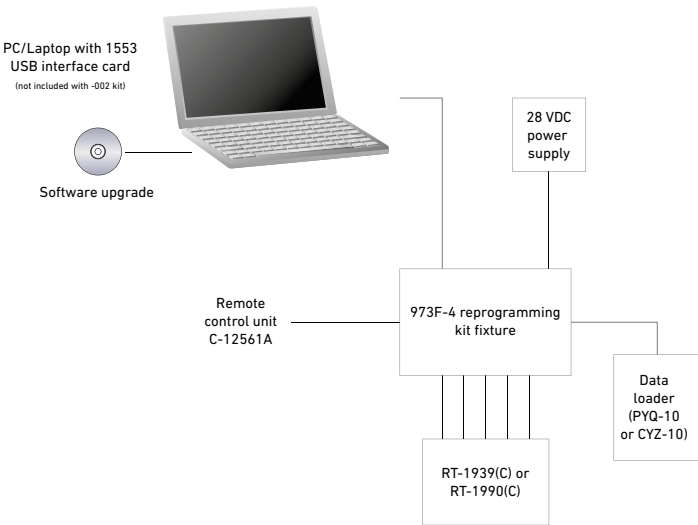 PC/Laptop with 1553
USB interface card
(not included with -002 kit)
Software upgrade
28 VDC
power
supply
Remote
control unit
C-12561A
973F-4 reprogramming
kit fixture
Data
loader
(PYQ-10
or CYZ-10)
RT-1939(C) or
RT-1990(C)